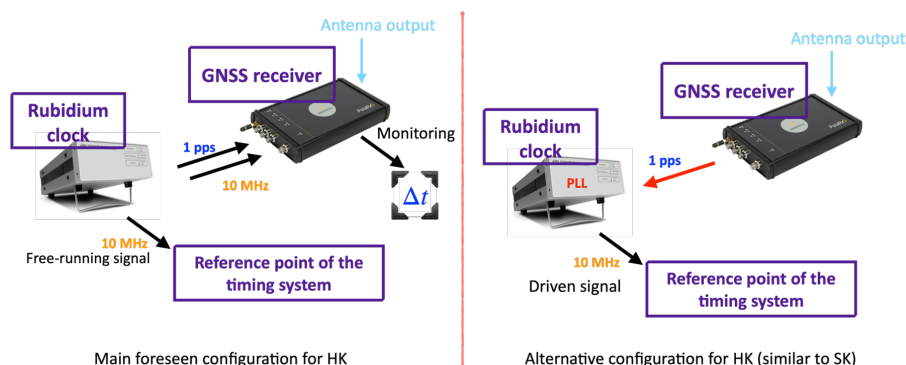 Antenna output
GNSS receiver
Rubidium
clock
1 pps
10 MHz
Monitoring
Δt
10 MHz
Free-running signal
Reference point of the
timing system
Main foreseen configuration for HK
Antenna output
GNSS receiver
Rubidium
clock
PLL
1 pps
10 MHz
Driven signal
Reference point of the
timing system
Alternative configuration for HK (similar to SK)